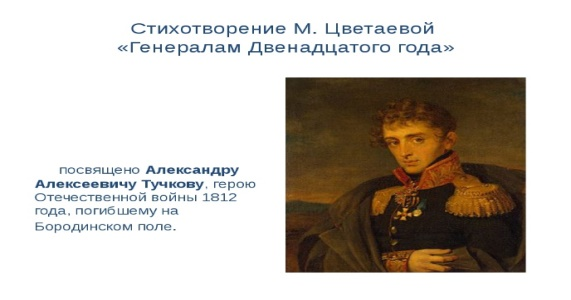 Стихотворение М. Цветаевой
«Генералам Двенадцатого года»
посвящено Александру
Алексеевичу Тучкову, герою
Отечественной войны 1812
года, погибшему на
Бородинском поле.